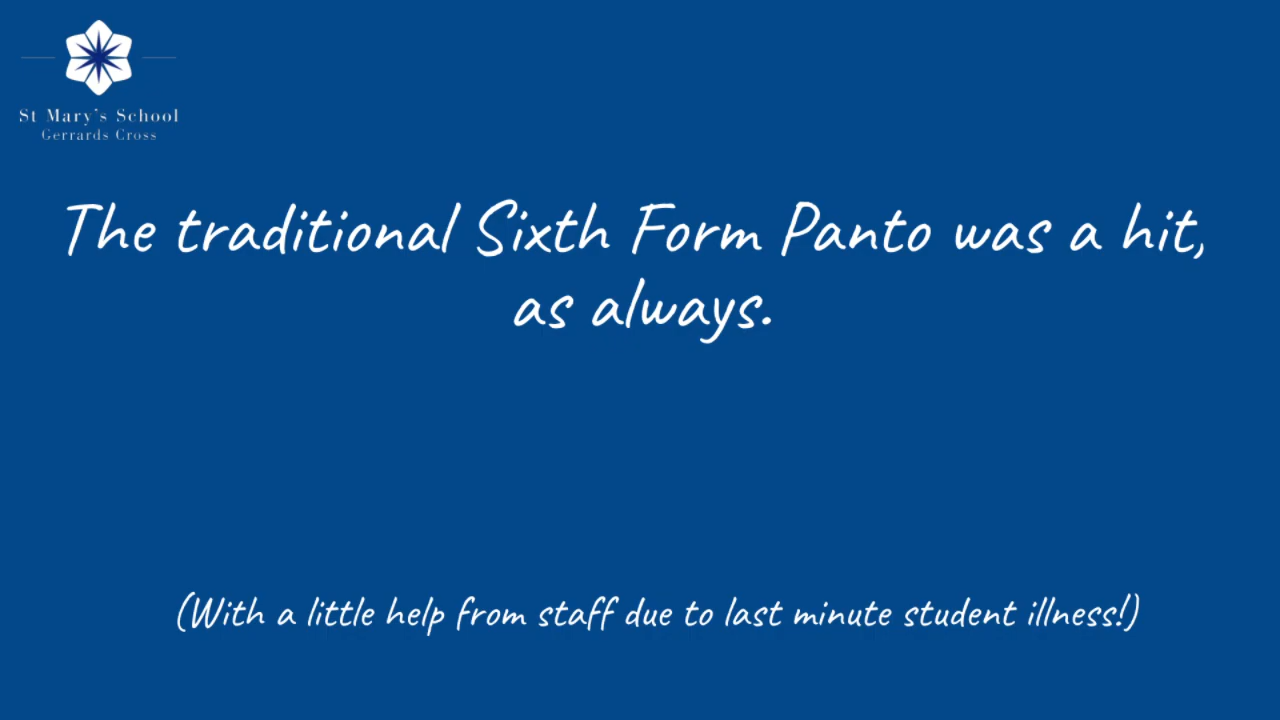 St Mary's School
Gerrards Cross
The traditional Sixth Form Panto was a hit,
as always.
(With a little help from staff due to last minute student illness!)